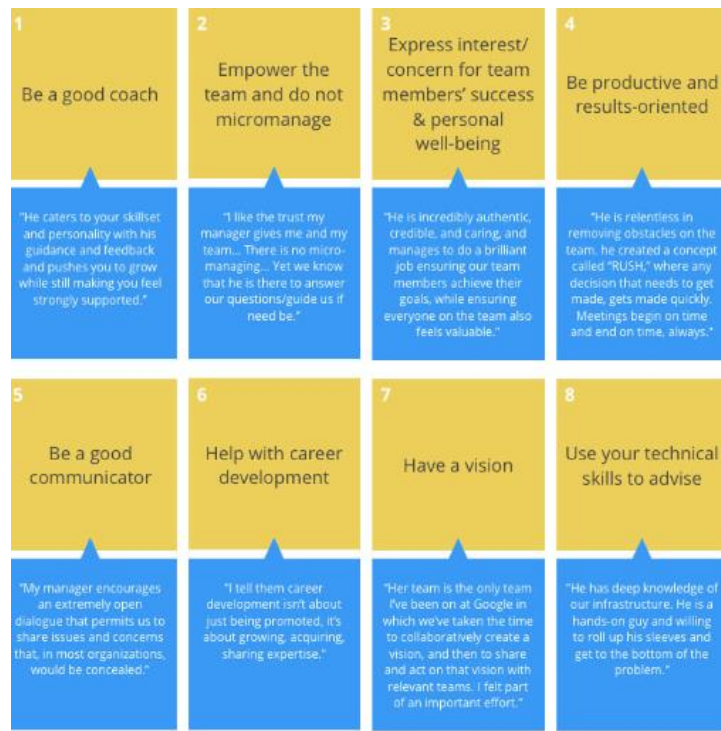 1
Be a good coach
"He caters to your skillset
and personality with his
guidance and feedback
and pushes you to grow
while still making you feel
strongly supported."
2
Empower the
team and do not
micromanage
"I like the trust my
manager gives me and my
team... There is no micro-
managing... Yet we know
that he is there to answer
our questions/guide us if
need be."
3
Express interest/
concern for team
members' success
& personal
well-being
"He is incredibly authentic,
credible, and caring, and
manages to do a brilliant
job ensuring our team
members achieve their
goals, while ensuring
everyone on the team also
feels valuable."
4
Be productive and
results-oriented
"He is relentless in
removing obstacles on the
team. he created a concept
called "RUSH," where any
decision that needs to get
made, gets made quickly.
Meetings begin on time
and end on time, always."
5
Be a good
communicator
"My manager encourages
an extremely open
dialogue that permits us to
share issues and concerns
that, in most organizations,
would be concealed."
6
Help with career
development
"I tell them career
development isn't about
just being promoted, it's
about growing, acquiring,
sharing expertise."
7
Have a vision
"Her team is the only team
I've been on at Google in
which we've taken the time
to collaboratively create a
vision, and then to share
and act on that vision with
relevant teams. I felt part
of an important effort."
8
Use your technical
skills to advise
"He has deep knowledge of
our infrastructure. He is a
hands-on guy and willing
to roll up his sleeves and
get to the bottom of the
problem."